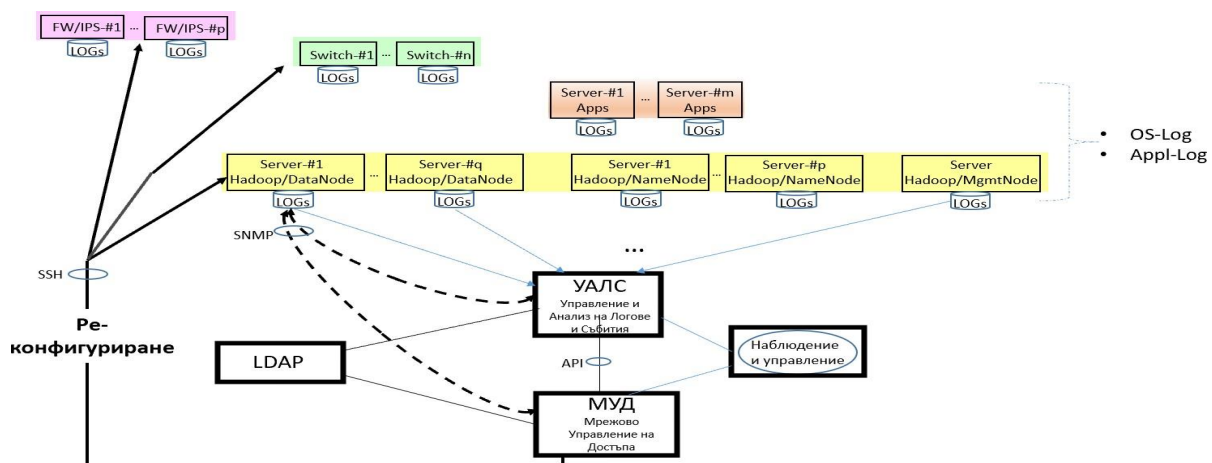 FW/IPS-#1 ... FW/IPS-#p
LOGs LOGs
Switch-#1 ... Switch-#n
LOGs LOGs
Server-#1 ... Server-#m
Apps Apps
LOGs LOGs
• OS-Log
• Appl-Log
Server-#1 Server-#q Server-#1 Server-#p Server
Hadoop/DataNode ... Hadoop/DataNode Hadoop/NameNode ... Hadoop/NameNode Hadoop/MgmtNode
LOGs LOGs LOGs LOGs LOGs
SNMP
...
SSH
УАЛС
Управление и
Анализ на Логове
и Събития
Ре-
конфигуриране
LDAP
API
Наблюдение
и управление
МУД
Мрежово
Управление на
Достъпа